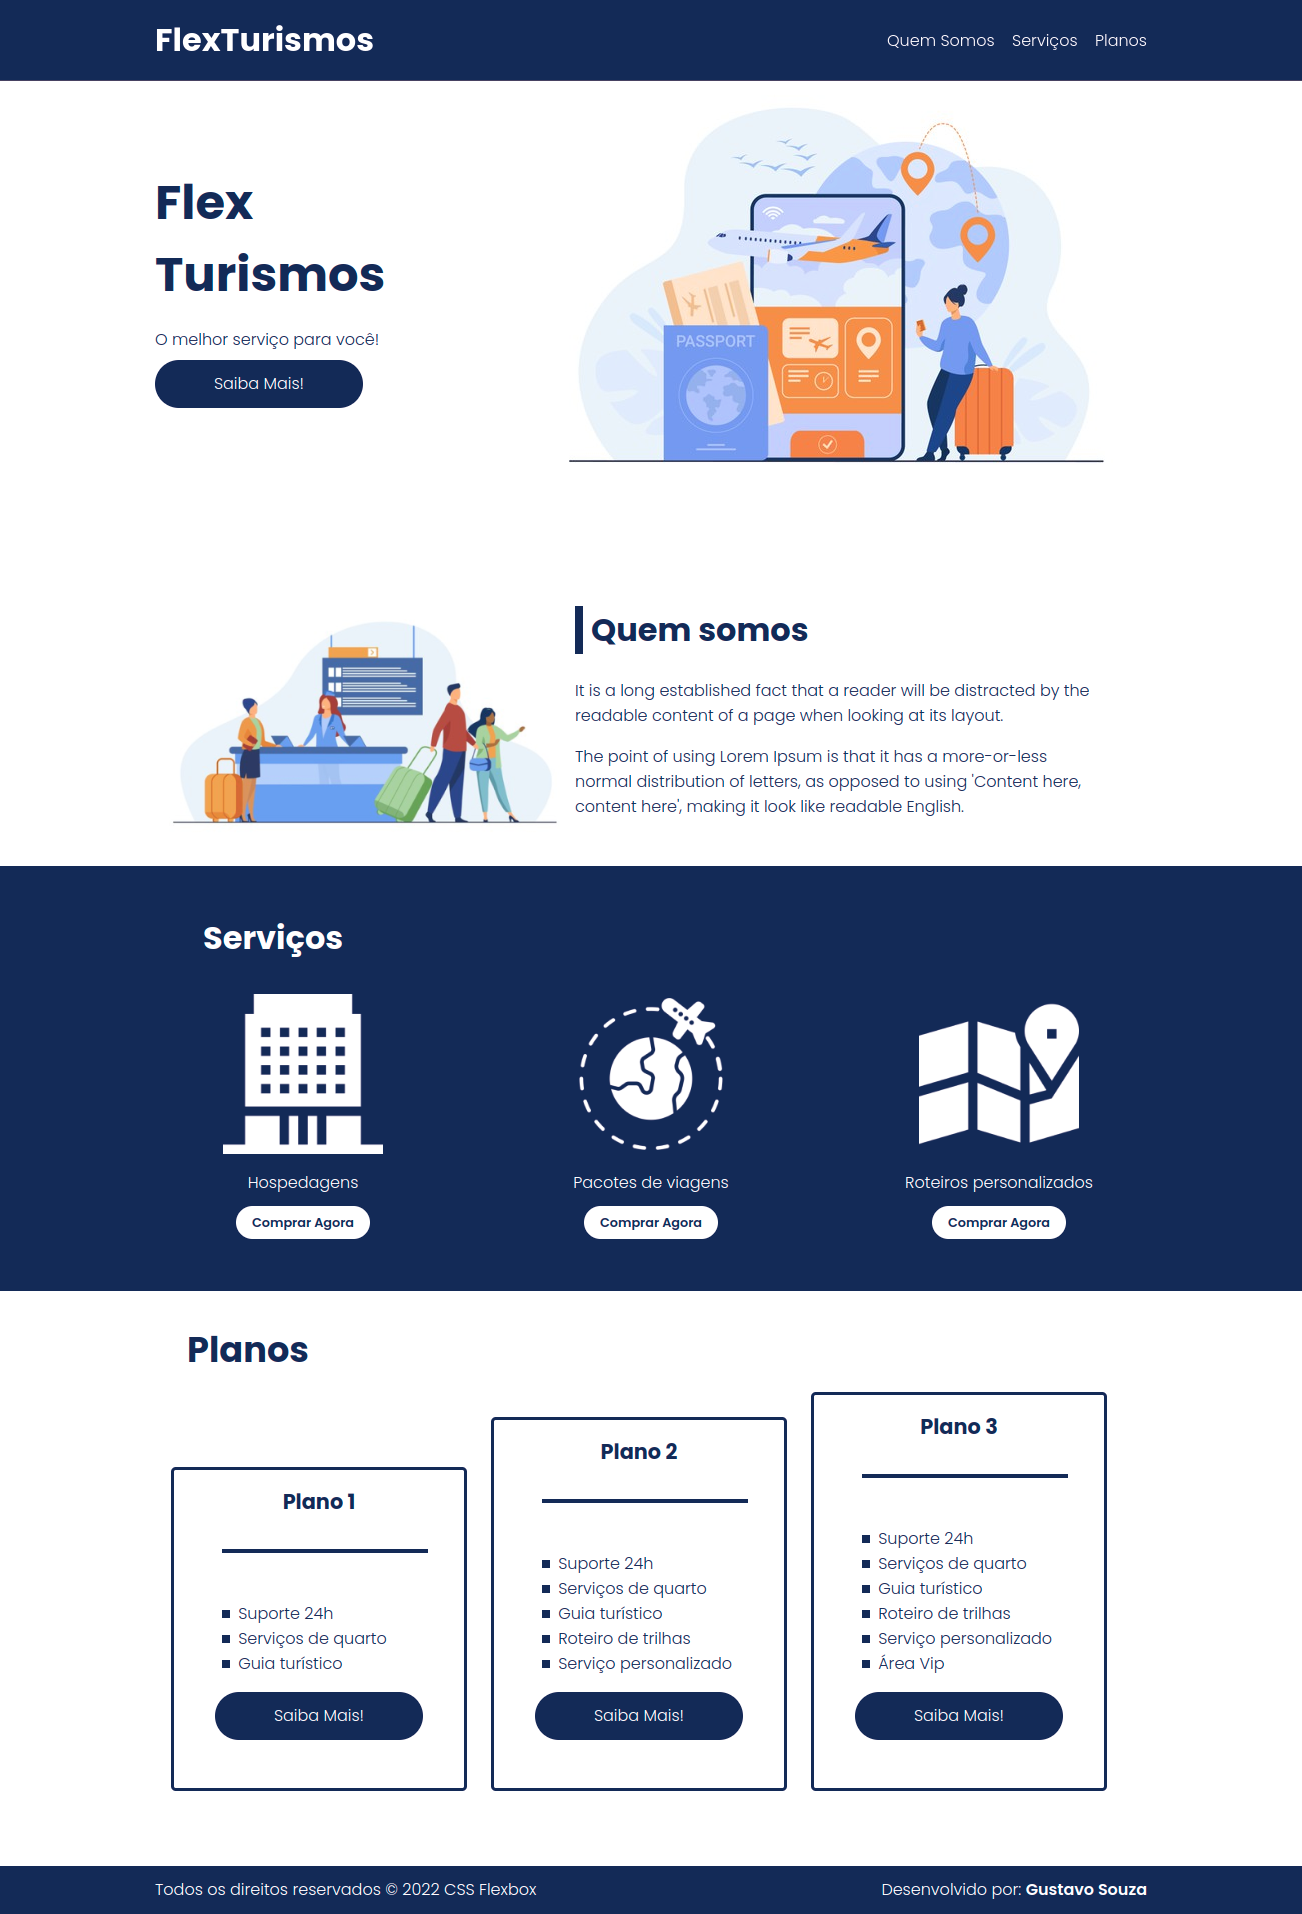 FlexTurismos
Quem Somos Serviços Planos
Flex
Turismos
O melhor serviço para você!
Saiba Mais!
PASSPORT
Quem somos
It is a long established fact that a reader will be distracted by the
readable content of a page when looking at its layout.
The point of using Lorem Ipsum is that it has a more-or-less
normal distribution of letters, as opposed to using 'Content here,
content here', making it look like readable English.
Serviços
Hospedagens
Comprar Agora
Pacotes de viagens
Comprar Agora
Roteiros personalizados
Comprar Agora
Planos
Plano 1
Suporte 24h
Serviços de quarto
Guia turístico
Saiba Mais!
Plano 2
Suporte 24h
Serviços de quarto
Guia turístico
Roteiro de trilhas
Serviço personalizado
Saiba Mais!
Plano 3
Suporte 24h
Serviços de quarto
Guia turístico
Roteiro de trilhas
Serviço personalizado
Área Vip
Saiba Mais!
Todos os direitos reservados © 2022 CSS Flexbox
Desenvolvido por: Gustavo Souza